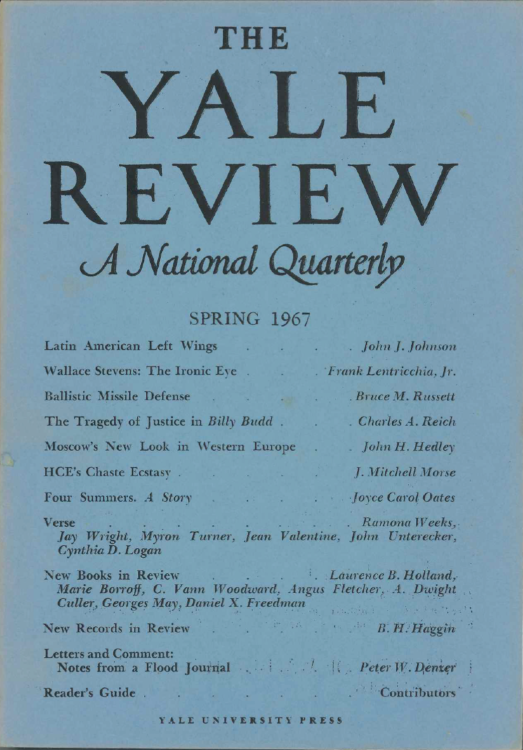 THE
YALE
REVIEW
A National Quarterly
SPRING 1967
Latin American Left Wings . . . . John J. Johnson
Wallace Stevens: The Ironic Eye . . . Frank Lentricchia, Jr.
Ballistic Missile Defense . . . . . Bruce M. Russett
The Tragedy of Justice in Billy Budd . . . Charles A. Reich
Moscow's New Look in Western Europe . . John H. Hedley
HCE's Chaste Ecstasy . . . . . J. Mitchell Morse
Four Summers. A Story . . . . . Joyce Carol Oates
Verse . . . . . . . . Ramona Weeks,
Jay Wright, Myron Turner, Jean Valentine, John Unterecker,
Cynthia D. Logan
New Books in Review . . . . Laurence B. Holland,
Marie Borroff, C. Vann Woodward, Angus Fletcher, A. Dwight
Culler, Georges May, Daniel X. Freedman
New Records in Review . . . . . B. H. Haggin
Letters and Comment:
Notes from a Flood Journal . . . . Peter W. Denzer
Reader's Guide . . . . . . Contributors
YALE UNIVERSITY PRESS